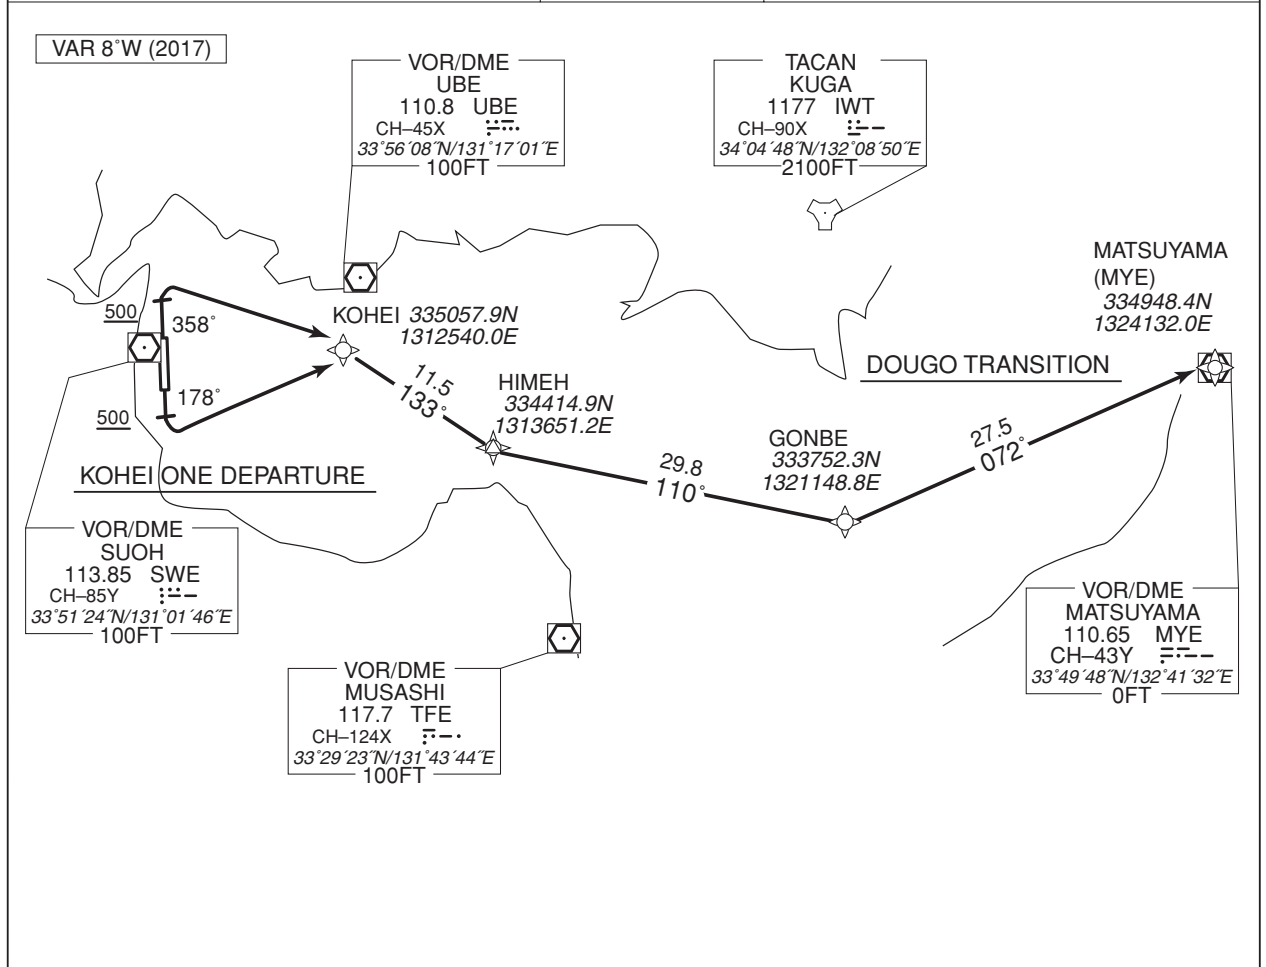 VAR 8˚W (2017)
VOR/DME
UBE
110.8 UBE
CH–45X
33˚56´08˝N/131˚17´01˝E
100FT
TACAN
KUGA
1177 IWT
CH–90X
34˚04´48˝N/132˚08´50˝E
2100FT
MATSUYAMA
(MYE)
334948.4N
1324132.0E
500
358˚
KOHEI 335057.9N
1312540.0E
178˚
500
11.5
133˚
HIMEH
334414.9N
1313651.2E
DOUGO TRANSITION
KOHEI ONE DEPARTURE
29.8
110˚
GONBE
333752.3N
1321148.8E
27.5
072˚
VOR/DME
SUOH
113.85 SWE
CH–85Y
33˚51´24˝N/131˚01´46˝E
100FT
VOR/DME
MUSASHI
117.7 TFE
CH–124X
33˚29´23˝N/131˚43´44˝E
100FT
VOR/DME
MATSUYAMA
110.65 MYE
CH–43Y
33˚49´48˝N/132˚41´32˝E
0FT